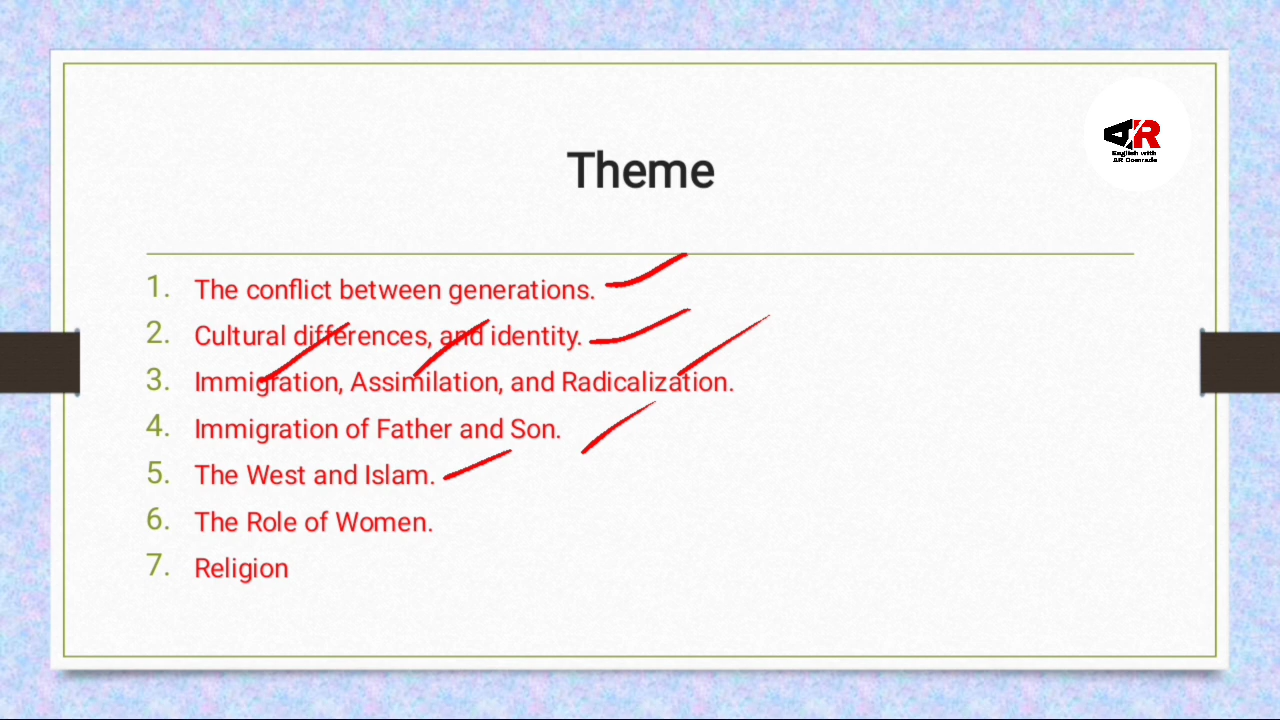 AR
English with
AR Comrade
Theme
1. The conflict between generations.
2. Cultural differences, and identity.
3. Immigration, Assimilation, and Radicalization.
4. Immigration of Father and Son.
5. The West and Islam.
6. The Role of Women.
7. Religion